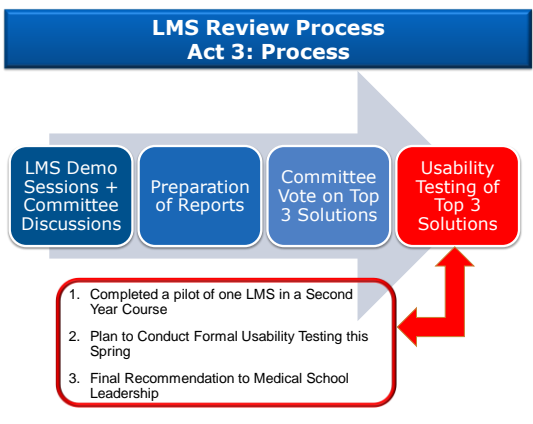 LMS Review Process
Act 3: Process
LMS Demo
Sessions +
Committee
Discussions
Preparation
of Reports
Committee
Vote on Top
3 Solutions
Usability
Testing of
Top 3
Solutions
1. Completed a pilot of one LMS in a Second
Year Course
2. Plan to Conduct Formal Usability Testing this
Spring
3. Final Recommendation to Medical School
Leadership